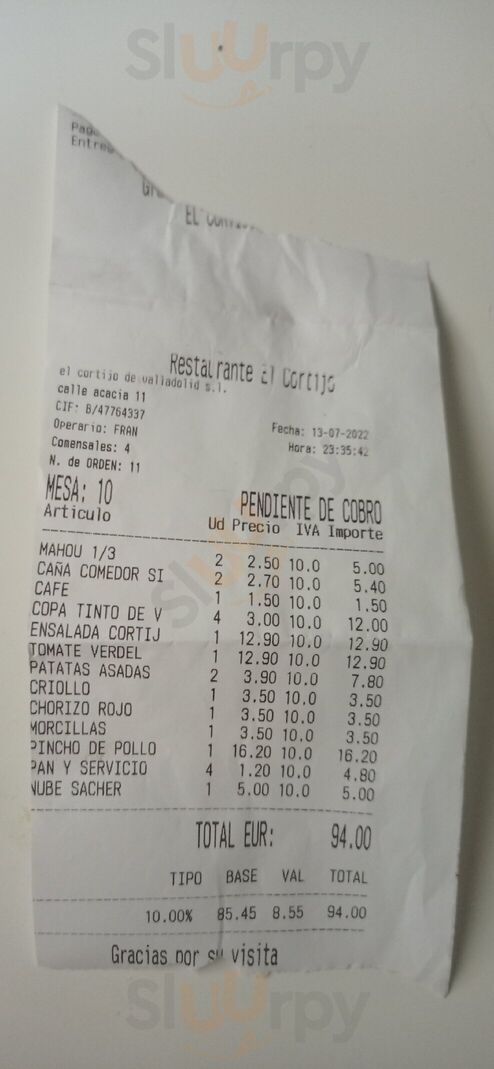 Sluurpy
EL
Restaurante El Cortijo
el cortijo de valladolid s.l.
calle acacia 11
CIF: B/47764337
Operario: FRAN
Fecha: 13-07-2022
Comensales: 4
Hora: 23:35:42
N. de ORDEN: 11
MESA: 10 PENDIENTE DE COBRO
Articulo Ud Precio IVA Importe
MAHOU 1/3 2 2.50 10.0 5.00
CAÑA COMEDOR SI 2 2.70 10.0 5.40
CAFE 1 1.50 10.0 1.50
COPA TINTO DE V 4 3.00 10.0 12.00
ENSALADA CORTIJ 1 12.90 10.0 12.90
TOMATE VERDEL 1 12.90 10.0 12.90
PATATAS ASADAS 2 3.90 10.0 7.80
CRIOLLO 1 3.50 10.0 3.50
CHORIZO ROJO 1 3.50 10.0 3.50
MORCILLAS 1 3.50 10.0 3.50
PINCHO DE POLLO 1 16.20 10.0 16.20
PAN Y SERVICIO 4 1.20 10.0 4.80
NUBE SACHER 1 5.00 10.0 5.00
TOTAL EUR: 94.00
TIPO BASE VAL TOTAL
10.00% 85.45 8.55 94.00
Gracias por su visita
Sluurpy